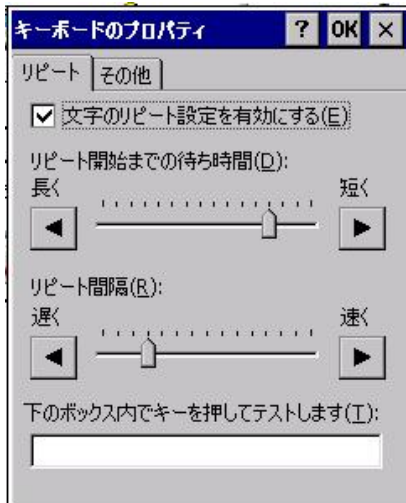 キーボードのプロパティ ? OK ×
リピート その他
文字のリピート設定を有効にする(E)
リピート開始までの待ち時間(D):
長く 短く
リピート間隔(R):
遅く 速く
下のボックス内でキーを押してテストします(T):